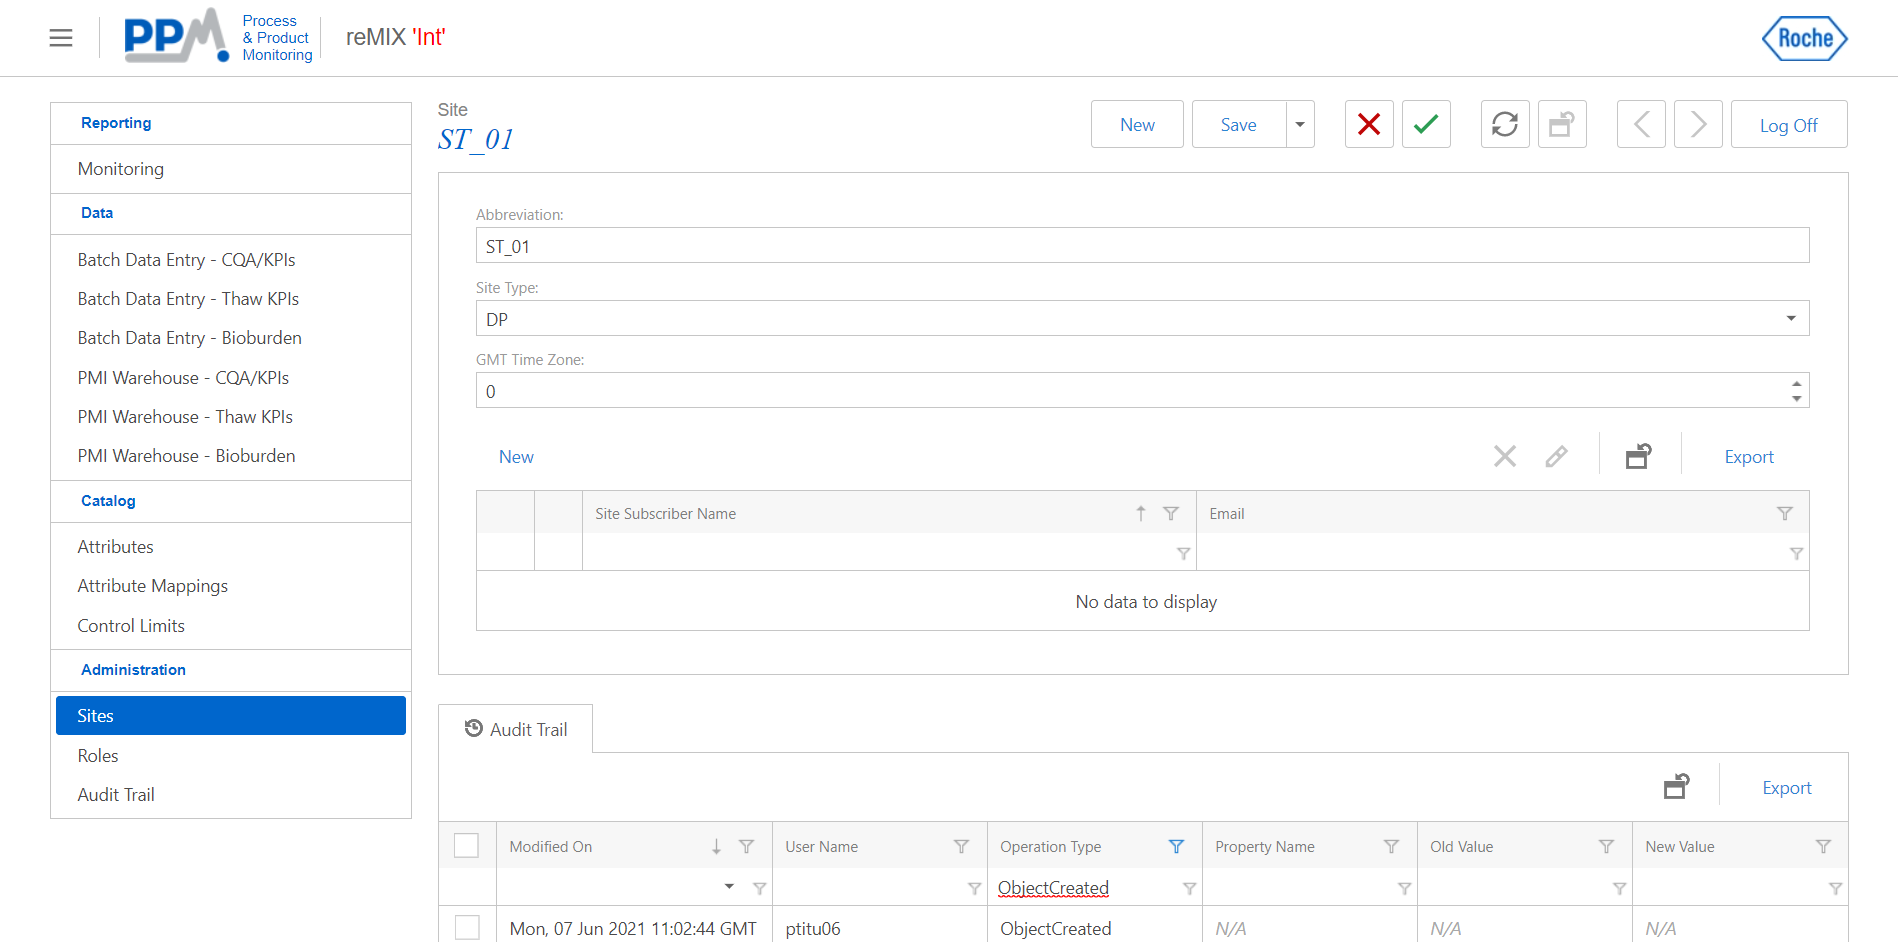 PPM Process & Product Monitoring
reMIX 'Int'
Roche
Reporting
Monitoring
Data
Batch Data Entry - CQA/KPIs
Batch Data Entry - Thaw KPIs
Batch Data Entry - Bioburden
PMI Warehouse - CQA/KPIs
PMI Warehouse - Thaw KPIs
PMI Warehouse - Bioburden
Catalog
Attributes
Attribute Mappings
Control Limits
Administration
Sites
Roles
Audit Trail
Site
ST_01
New Save Log Off
Abbreviation:
ST_01
Site Type:
DP
GMT Time Zone:
0
New Export
Site Subscriber Name Email
No data to display
Audit Trail
Export
Modified On User Name Operation Type Property Name Old Value New Value
ObjectCreated
Mon, 07 Jun 2021 11:02:44 GMT ptitu06 ObjectCreated N/A N/A N/A